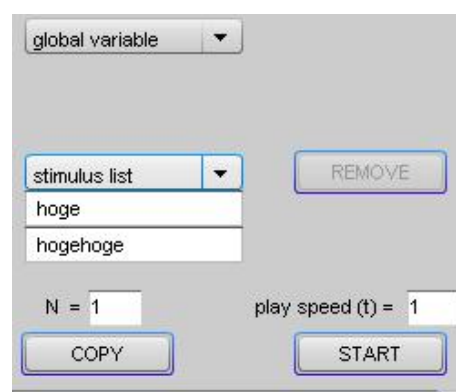 global variable
stimulus list
REMOVE
hoge
hogehoge
N = 1
play speed (t) = 1
COPY
START